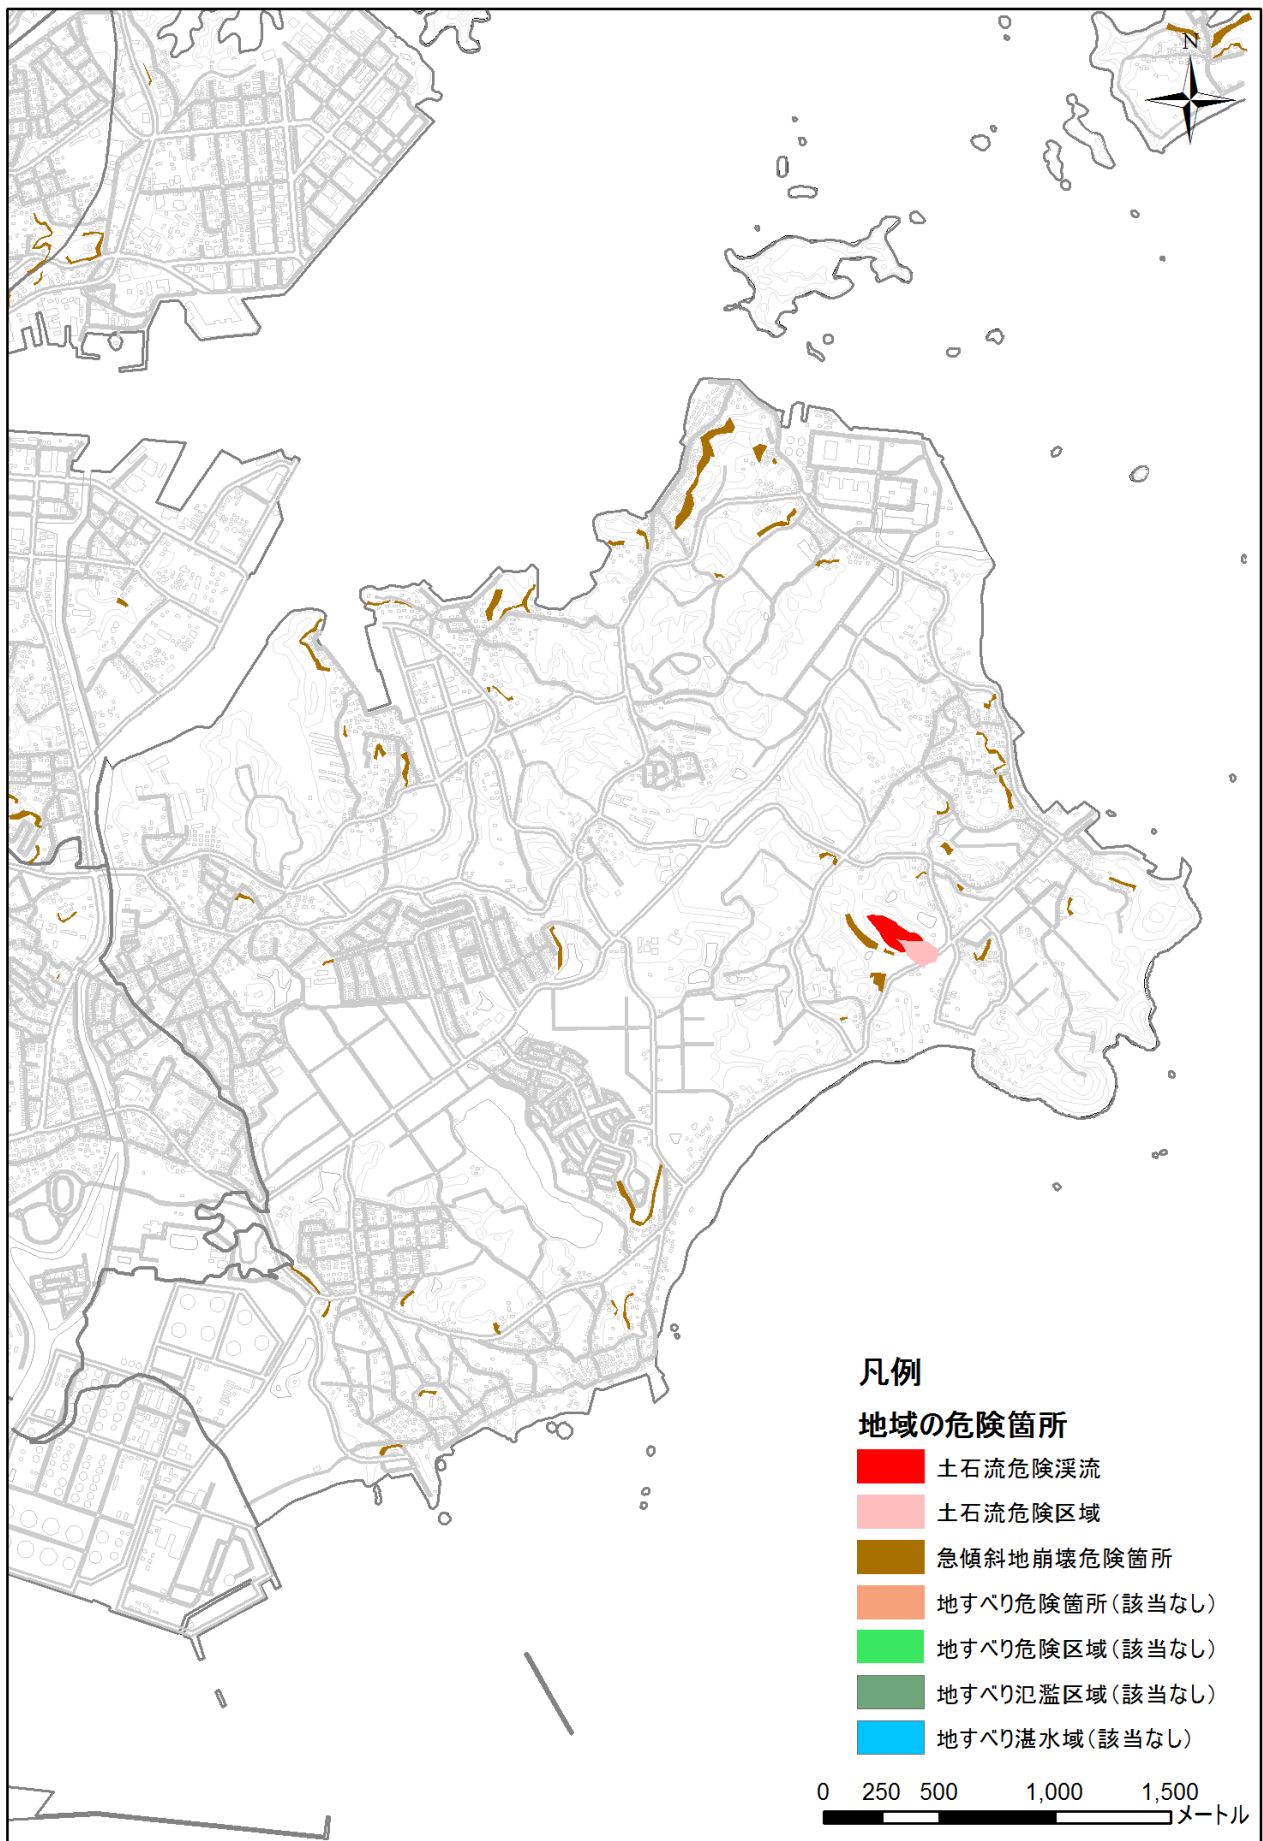 N
凡例
地域の危険箇所
土石流危険渓流
土石流危険区域
急傾斜地崩壊危険箇所
地すべり危険箇所(該当なし)
地すべり危険区域(該当なし)
地すべり氾濫区域(該当なし)
地すべり湛水域(該当なし)
0 250 500 1,000 1,500
メートル